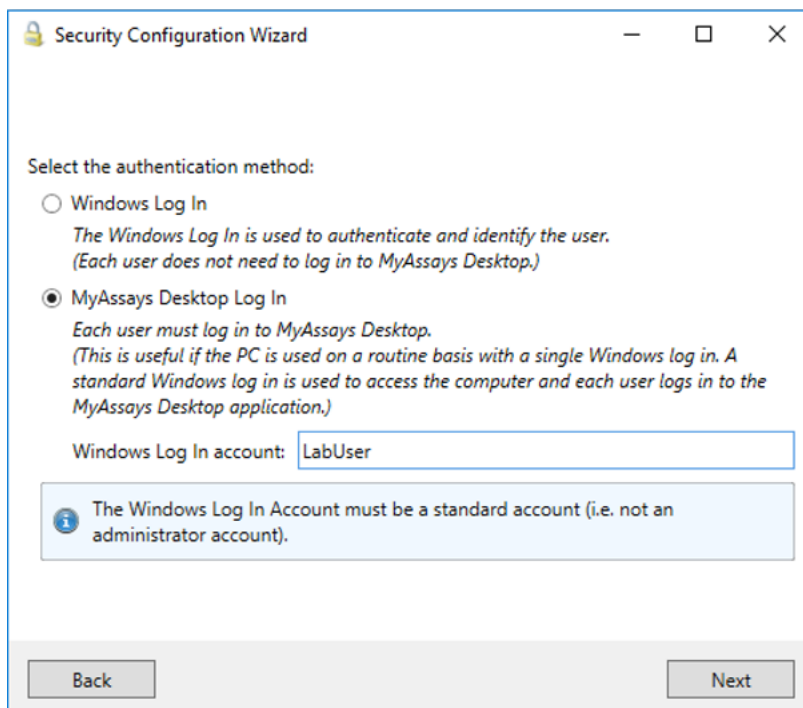 Security Configuration Wizard
Select the authentication method:
Windows Log In
The Windows Log In is used to authenticate and identify the user.
(Each user does not need to log in to MyAssays Desktop.)
MyAssays Desktop Log In
Each user must log in to MyAssays Desktop.
(This is useful if the PC is used on a routine basis with a single Windows log in. A
standard Windows log in is used to access the computer and each user logs in to the
MyAssays Desktop application.)
Windows Log In account: LabUser
The Windows Log In Account must be a standard account (i.e. not an
administrator account).
Back Next